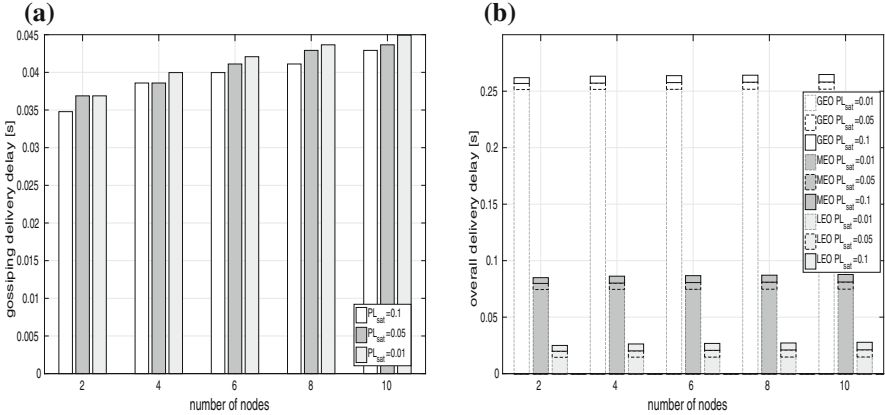 (a)
gossiping delivery delay [s]
0.045
0.04
0.035
0.03
0.025
0.02
0.015
0.01
0.005
0
2 4 6 8 10
number of nodes
PLsat=0.1
PLsat=0.05
PLsat=0.01
(b)
overall delivery delay [s]
0.25
0.2
0.15
0.1
0.05
0
2 4 6 8 10
number of nodes
GEO PLsat=0.01
GEO PLsat=0.05
GEO PLsat=0.1
MEO PLsat=0.01
MEO PLsat=0.05
MEO PLsat=0.1
LEO PLsat=0.01
LEO PLsat=0.05
LEO PLsat=0.1